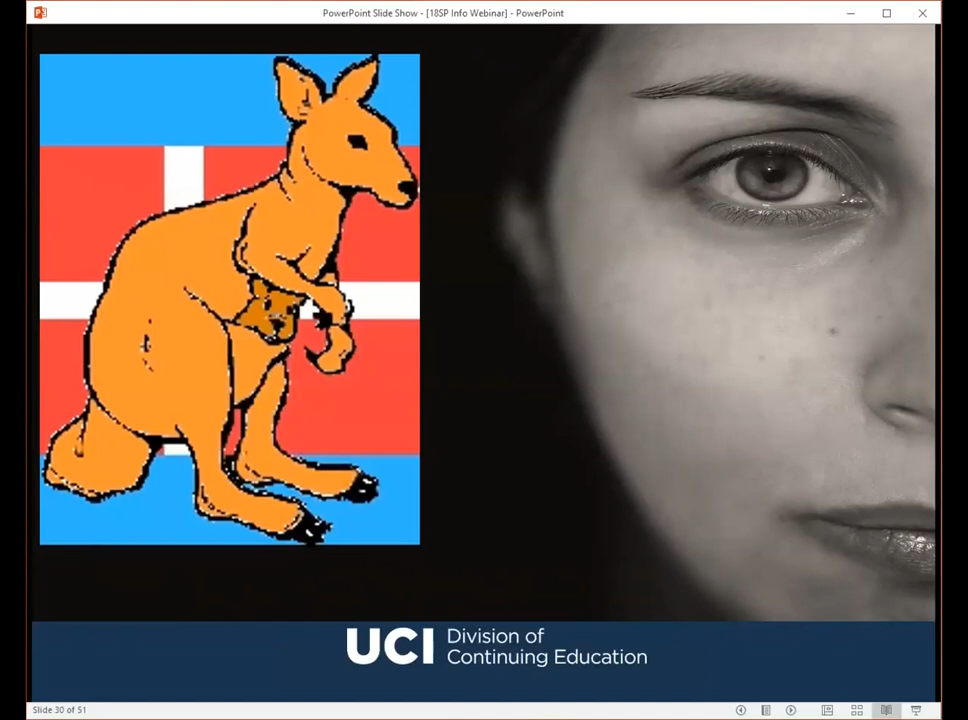 PowerPoint Slide Show - [18SP Info Webinar] - PowerPoint
UCI Division of
Continuing Education
Slide 30 of 51